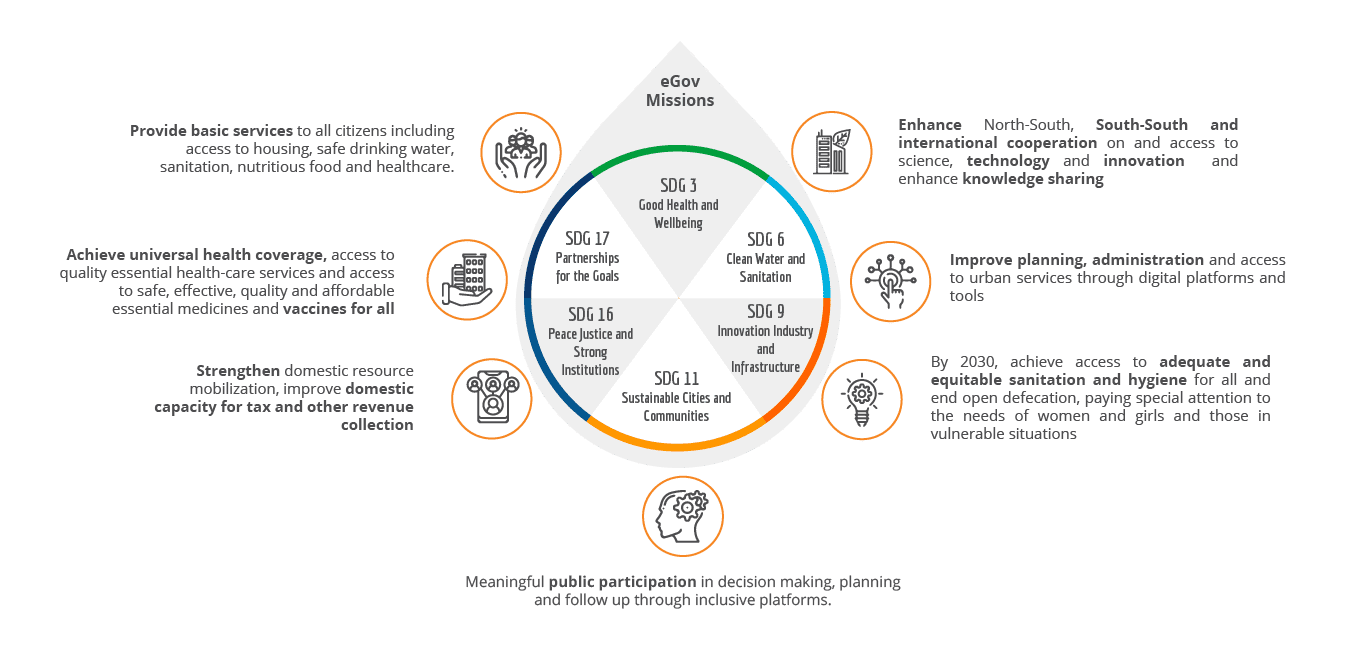 eGov
Missions
Provide basic services to all citizens including
access to housing, safe drinking water,
sanitation, nutritious food and healthcare.
Achieve universal health coverage, access to
quality essential health-care services and access
to safe, effective, quality and affordable
essential medicines and vaccines for all
Strengthen domestic resource
mobilization, improve domestic
capacity for tax and other revenue
collection
SDG 3
Good Health and
Wellbeing
SDG 17
Partnerships
for the Goals
SDG 6
Clean Water and
Sanitation
SDG 16
Peace Justice and
Strong
Institutions
SDG 9
Innovation Industry
and
Infrastructure
SDG 11
Sustainable Cities and
Communities
Enhance North-South, South-South and
international cooperation on and access to
science, technology and innovation and
enhance knowledge sharing
Improve planning, administration and access
to urban services through digital platforms and
tools
By 2030, achieve access to adequate and
equitable sanitation and hygiene for all and
end open defecation, paying special attention to
the needs of women and girls and those in
vulnerable situations
Meaningful public participation in decision making, planning
and follow up through inclusive platforms.